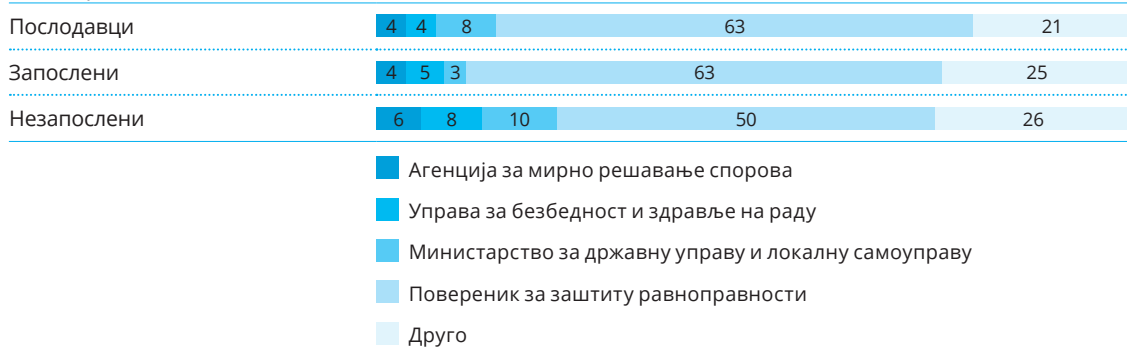 Послодавци 4 4 8 63 21
Запослени 4 5 3 63 25
Незапослени 6 8 10 50 26
Агенција за мирно решавање спорова
Управа за безбедност и здравље на раду
Министарство за државну управу и локалну самоуправу
Повереник за заштиту равноправности
Друго